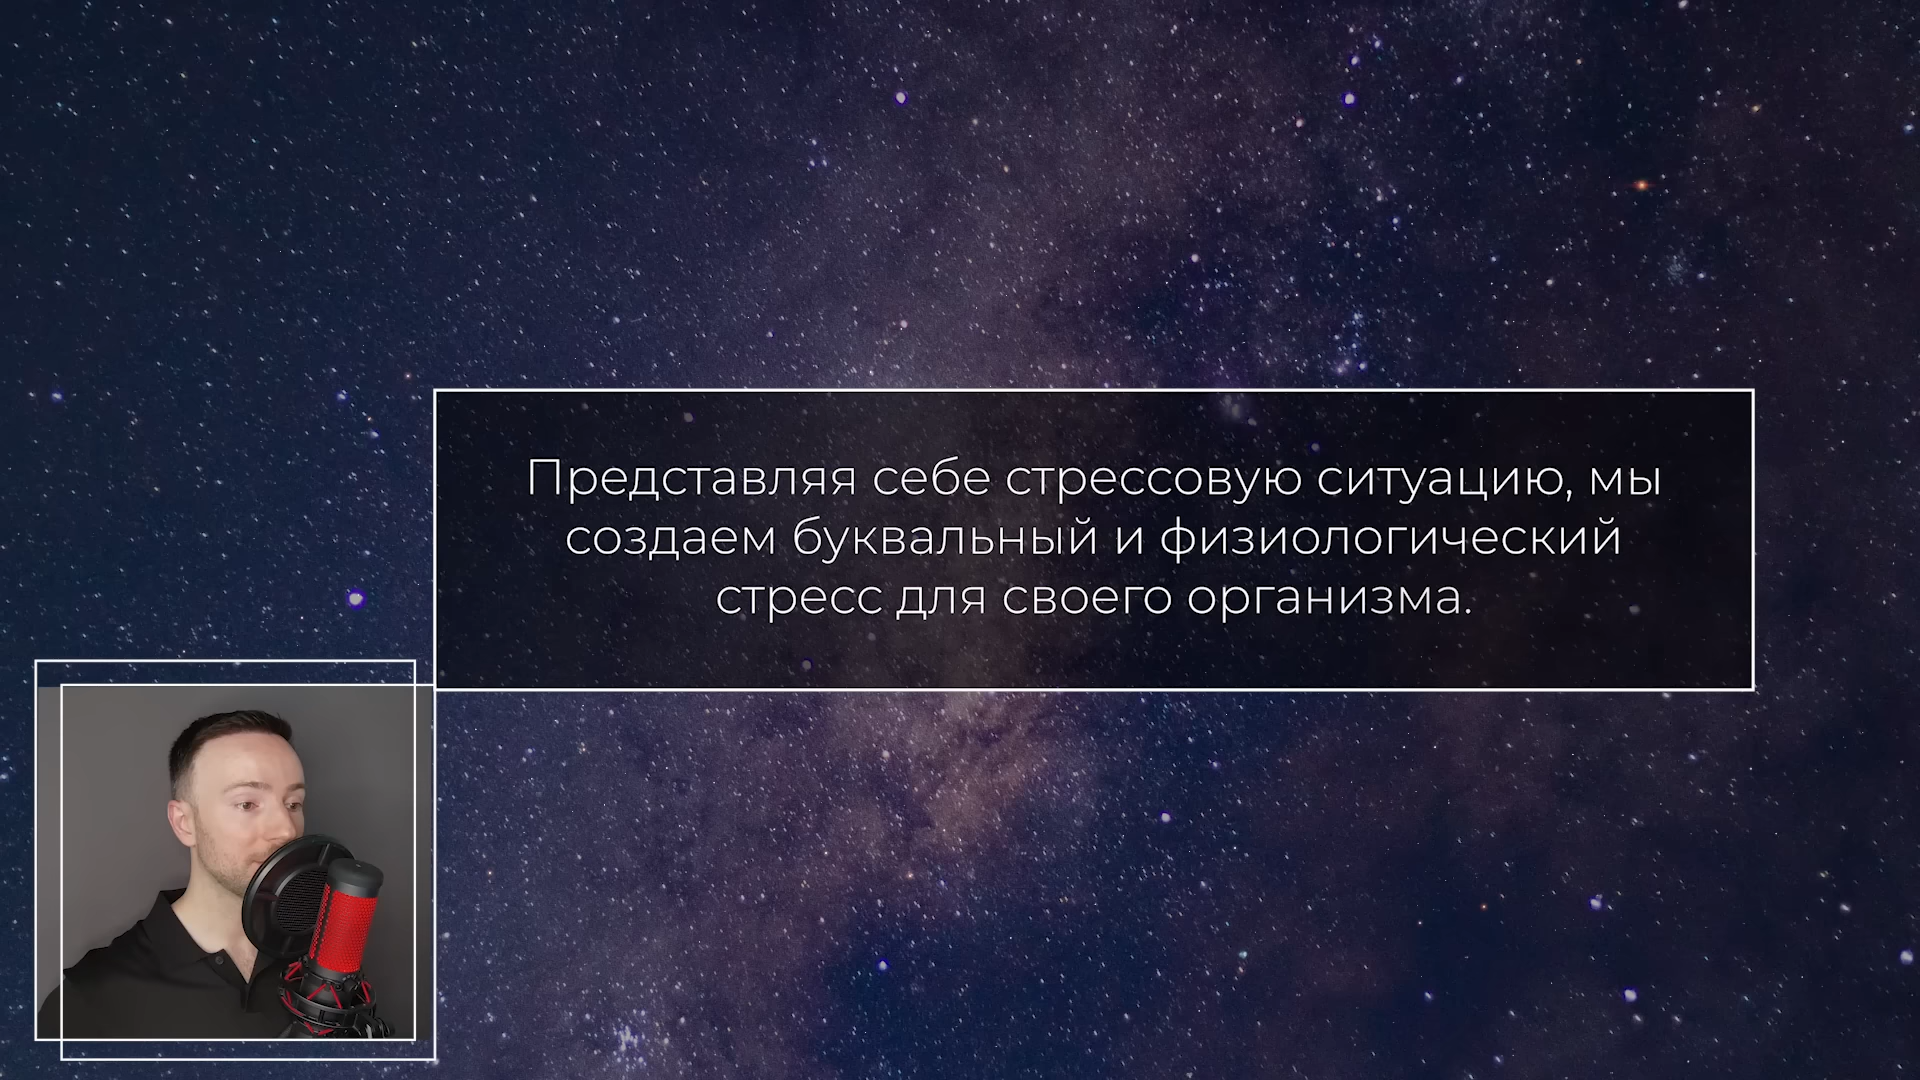 Представляя себе стрессовую ситуацию, мы
создаем буквальный и физиологический
стресс для своего организма.